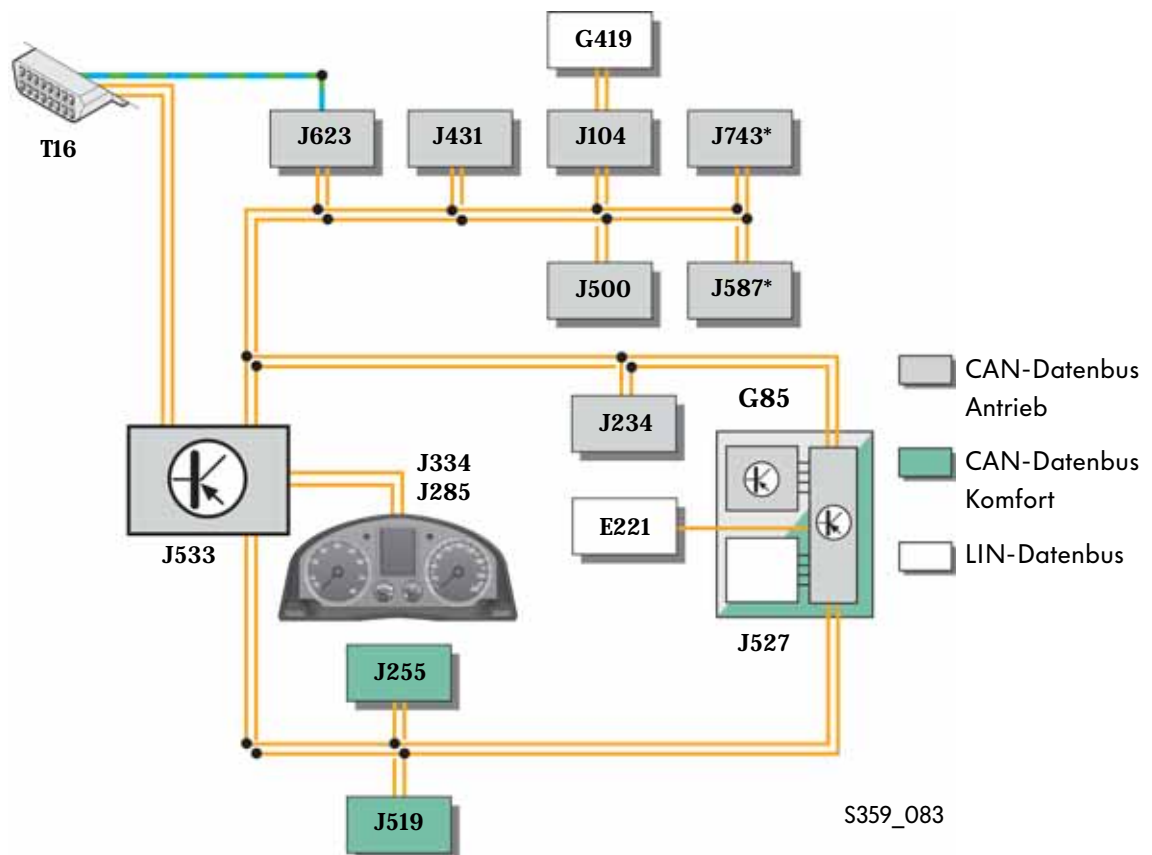 G419
T16
J623
J431
J104
J743*
J500
J587*
CAN-Datenbus
Antrieb
J234
G85
J334
J285
CAN-Datenbus
Komfort
E221
J533
LIN-Datenbus
J527
J255
J519
S359_083